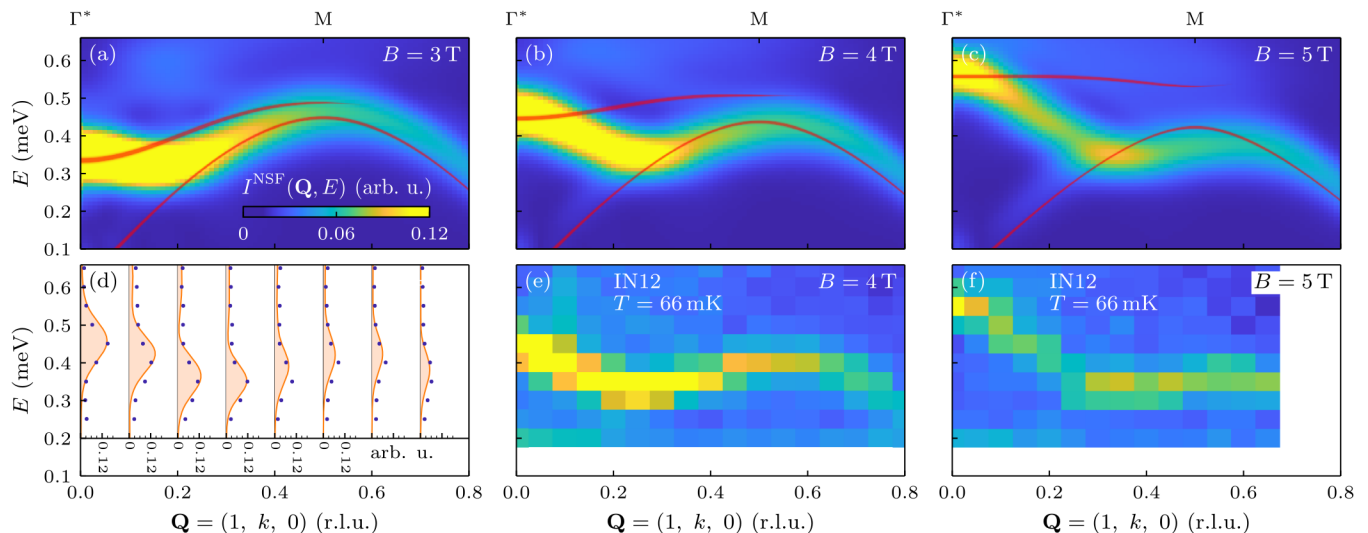 Γ* M M M
(a) B = 3 T
(b) B = 4 T
(c) B = 5 T
E (meV)
0.6
0.5
0.4
0.3
0.2
0.1
I^NSF(Q, E) (arb. u.)
0 0.06 0.12
(d)
(e) IN12 B = 4 T
T = 66 mK
(f) IN12 B = 5 T
T = 66 mK
E (meV)
0.6
0.5
0.4
0.3
0.2
0.1
0 0.12 0 0.12 0 0.12 0 0.12 0 0.12 0 0.12 arb. u.
0.0 0.2 0.4 0.6 0.8
0.0 0.2 0.4 0.6 0.8
0.0 0.2 0.4 0.6 0.8
Q = (1, k, 0) (r.l.u.)
Q = (1, k, 0) (r.l.u.)
Q = (1, k, 0) (r.l.u.)